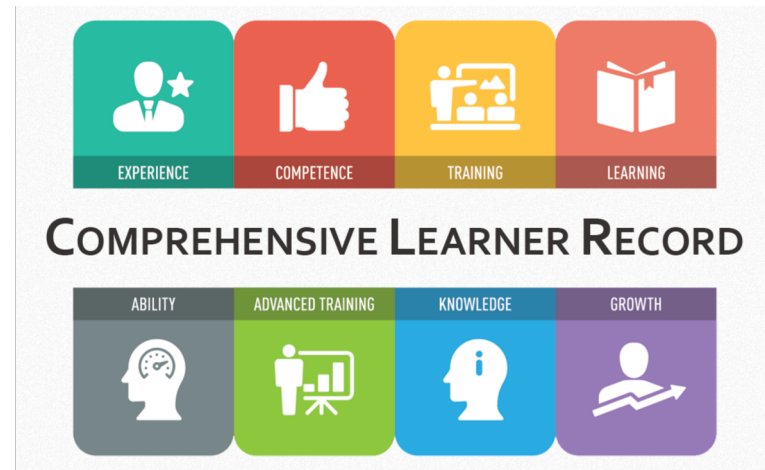 EXPERIENCE COMPETENCE TRAINING LEARNING
COMPREHENSIVE LEARNER RECORD
ABILITY ADVANCED TRAINING KNOWLEDGE GROWTH